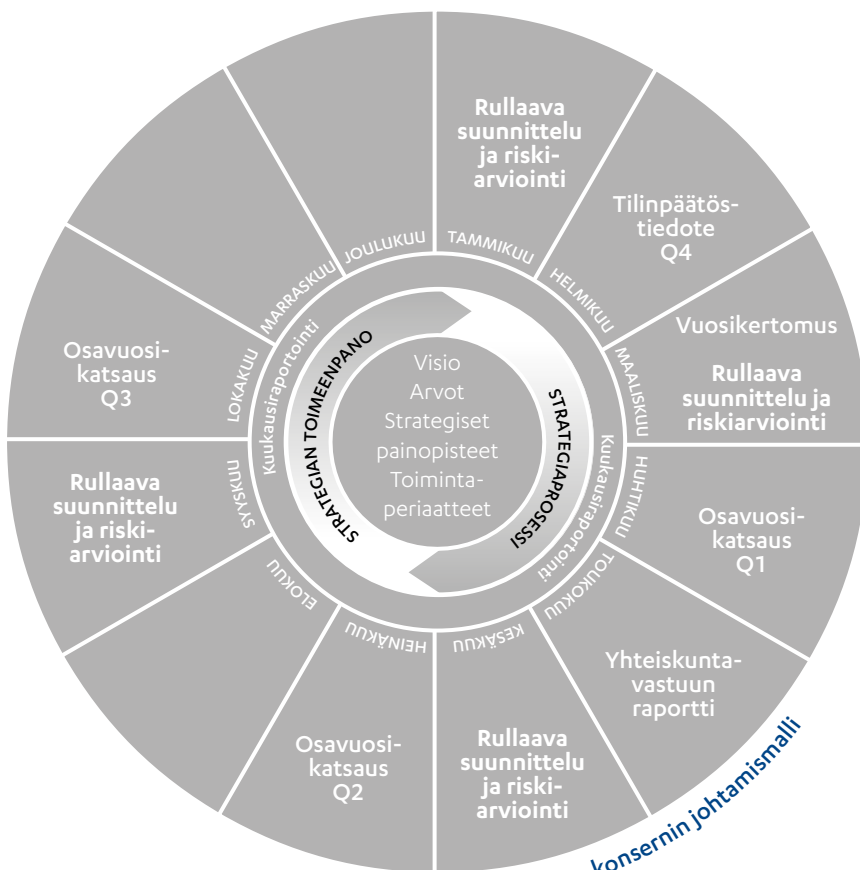 Rullaava
suunnittelu
ja riski-
arviointi
Tilinpäätös-
tiedote
Q4
Vuosikertomus
Rullaava
suunnittelu ja
riskiarviointi
Osavuosi-
katsaus
Q1
Yhteiskunta-
vastuun
raportti
Rullaava
suunnittelu
ja riski-
arviointi
Osavuosi-
katsaus
Q2
Rullaava
suunnittelu
ja riski-
arviointi
Osavuosi-
katsaus
Q3
TAMMIKUU
HELMIKUU
MAALISKUU
HUHTIKUU
TOUKOKUU
KESÄKUU
HEINÄKUU
ELOKUU
SYYSKUU
LOKAKUU
MARRASKUU
JOULUKUU
Kuukausiraportointi
Kuukausiraportointi
STRATEGIAN TOIMEENPANO
STRATEGIAPROSESSI
Visio
Arvot
Strategiset
painopisteet
Toiminta-
periaatteet
konsernin johtamismalli